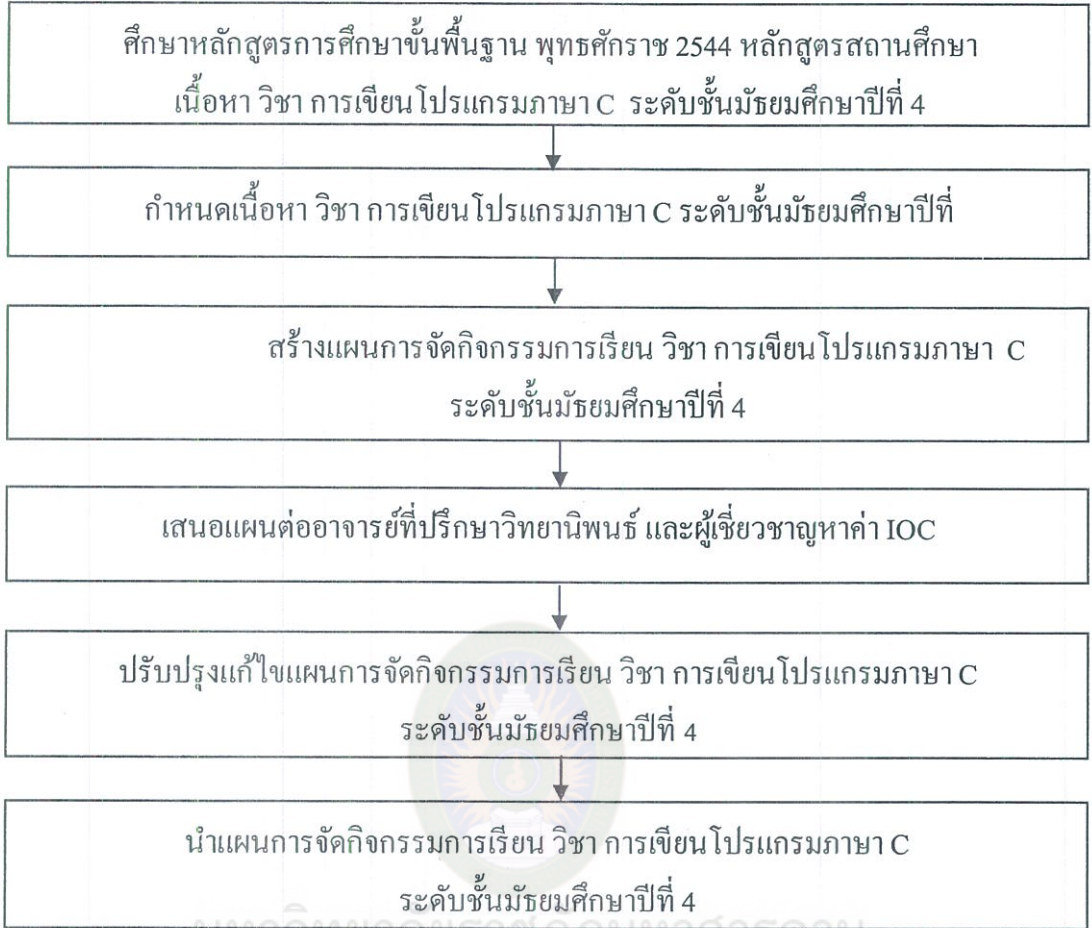 ศึกษาหลักสูตรการศึกษาขั้นพื้นฐาน พุทธศักราช 2544 หลักสูตรสถานศึกษา
เนื้อหา วิชา การเขียนโปรแกรมภาษา C ระดับชั้นมัธยมศึกษาปีที่ 4
กำหนดเนื้อหา วิชา การเขียนโปรแกรมภาษา C ระดับชั้นมัธยมศึกษาปีที่
สร้างแผนการจัดกิจกรรมการเรียน วิชา การเขียนโปรแกรมภาษา C
ระดับชั้นมัธยมศึกษาปีที่ 4
เสนอแผนต่ออาจารย์ที่ปรึกษาวิทยานิพนธ์ และผู้เชี่ยวชาญหาค่า IOC
ปรับปรุงแก้ไขแผนการจัดกิจกรรมการเรียน วิชา การเขียนโปรแกรมภาษา C
ระดับชั้นมัธยมศึกษาปีที่ 4
นำแผนการจัดกิจกรรมการเรียน วิชา การเขียนโปรแกรมภาษา C
ระดับชั้นมัธยมศึกษาปีที่ 4